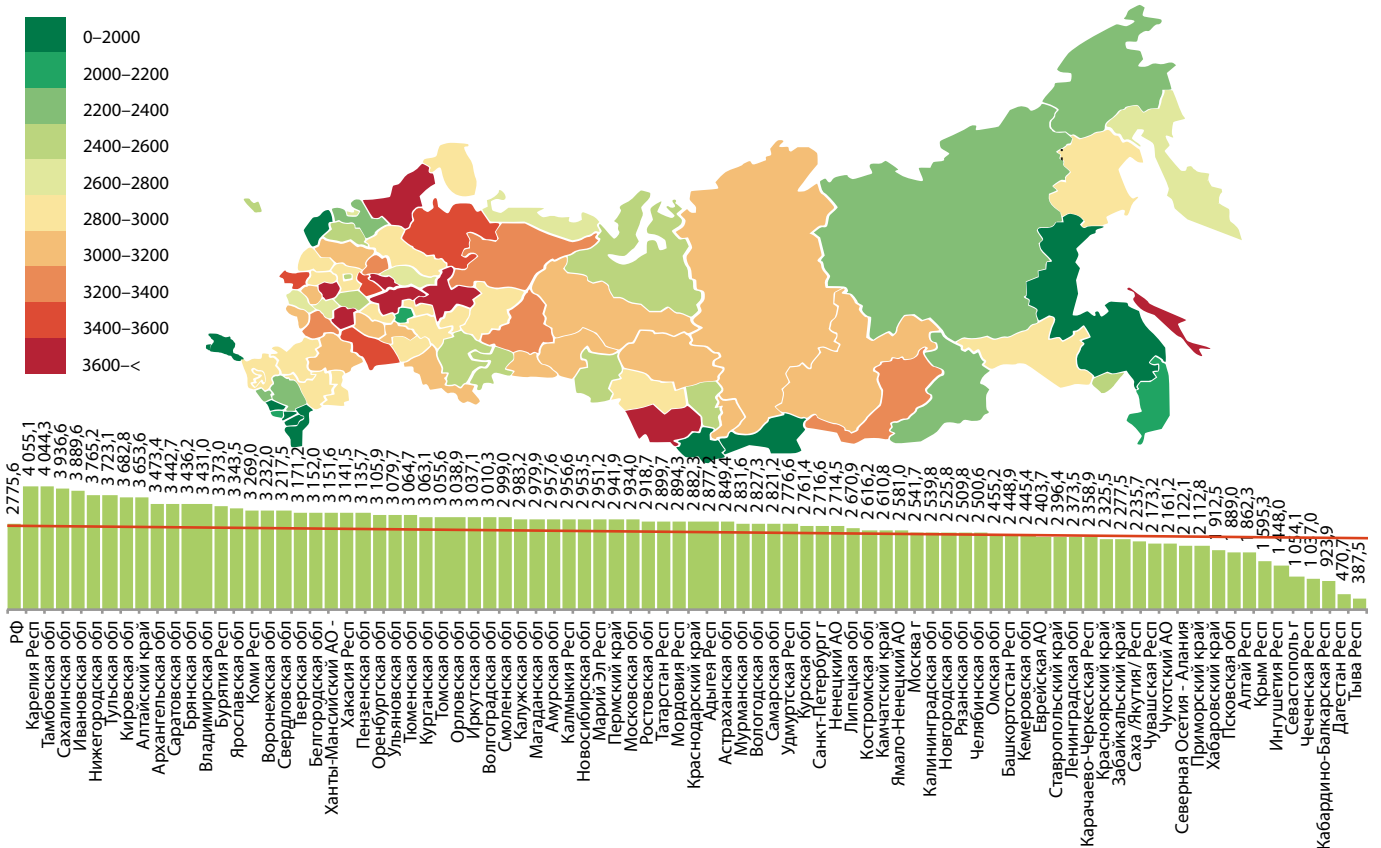 0–2000
2000–2200
2200–2400
2400–2600
2600–2800
2800–3000
3000–3200
3200–3400
3400–3600
3600–<
2775,6
4 055,1
4 044,3
3 936,6
3 889,6
3 765,2
3 723,1
3 682,8
3 653,6
3 473,4
3 442,7
3 436,2
3 431,0
3 373,0
3 343,5
3 269,0
3 232,0
3 217,5
3 171,2
3 152,0
3 151,6
3 141,5
3 135,7
3 105,9
3 079,7
3 064,7
3 063,1
3 055,6
3 038,9
3 037,1
3 010,3
2 999,0
2 983,2
2 979,9
2 957,6
2 956,6
2 953,5
2 951,2
2 941,9
2 934,0
2 918,7
2 899,7
2 894,3
2 882,3
2 877,2
2 849,4
2 831,6
2 827,3
2 821,2
2 776,6
2 761,4
2 716,6
2 714,5
2 670,9
2 616,2
2 610,8
2 581,0
2 541,7
2 539,8
2 525,8
2 509,8
2 500,6
2 455,2
2 448,9
2 445,4
2 403,7
2 396,4
2 373,5
2 358,9
2 325,5
2 277,5
2 235,7
2 173,2
2 161,2
2 122,1
2 112,8
1 912,5
1 889,0
1 862,3
1 595,3
1 448,0
1 054,1
1 037,0
923,9
470,7
387,5
РФ
Карелия Респ
Тамбовская обл
Сахалинская обл
Ивановская обл
Нижегородская обл
Тульская обл
Кировская обл
Алтайский край
Архангельская обл
Саратовская обл
Брянская обл
Владимирская обл
Бурятия Респ
Ярославская обл
Коми Респ
Воронежская обл
Свердловская обл
Тверская обл
Белгородская обл
Ханты-Мансийский АО -
Хакасия Респ
Пензенская обл
Оренбургская обл
Ульяновская обл
Тюменская обл
Курганская обл
Томская обл
Орловская обл
Иркутская обл
Волгоградская обл
Смоленская обл
Калужская обл
Магаданская обл
Амурская обл
Калмыкия Респ
Новосибирская обл
Марий Эл Респ
Пермский край
Московская обл
Ростовская обл
Татарстан Респ
Мордовия Респ
Краснодарский край
Адыгея Респ
Астраханская обл
Мурманская обл
Вологодская обл
Самарская обл
Удмуртская Респ
Курская обл
Санкт-Петербург г
Ненецкий АО
Липецкая обл
Костромская обл
Камчатский край
Ямало-Ненецкий АО
Москва г
Калининградская обл
Новгородская обл
Рязанская обл
Челябинская обл
Омская обл
Башкортостан Респ
Кемеровская обл
Еврейская АО
Ставропольский край
Ленинградская обл
Карачаево-Черкесская Респ
Красноярский край
Забайкальский край
Саха /Якутия/ Респ
Чувашская Респ
Чукотский АО
Северная Осетия - Алания
Приморский край
Хабаровский край
Псковская обл
Алтай Респ
Крым Респ
Ингушетия Респ
Севастополь г
Чеченская Респ
Кабардино-Балкарская Респ
Дагестан Респ
Тыва Респ